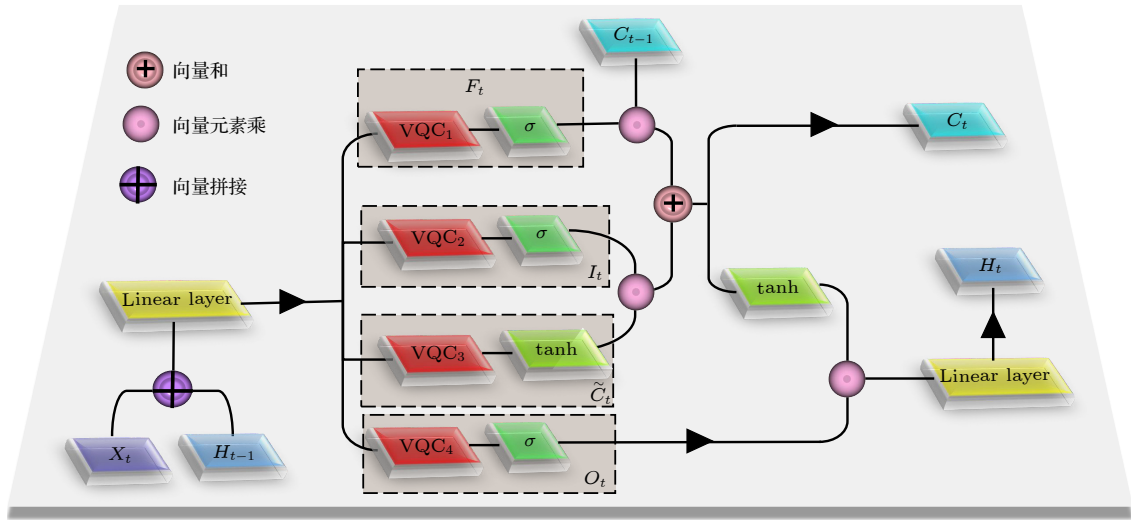 C_{t-1}
向量和
向量元素乘
向量拼接
F_t
VQC_1
σ
C_t
VQC_2
σ
I_t
H_t
Linear layer
tanh
VQC_3
tanh
C̃_t
Linear layer
X_t
H_{t-1}
VQC_4
σ
O_t